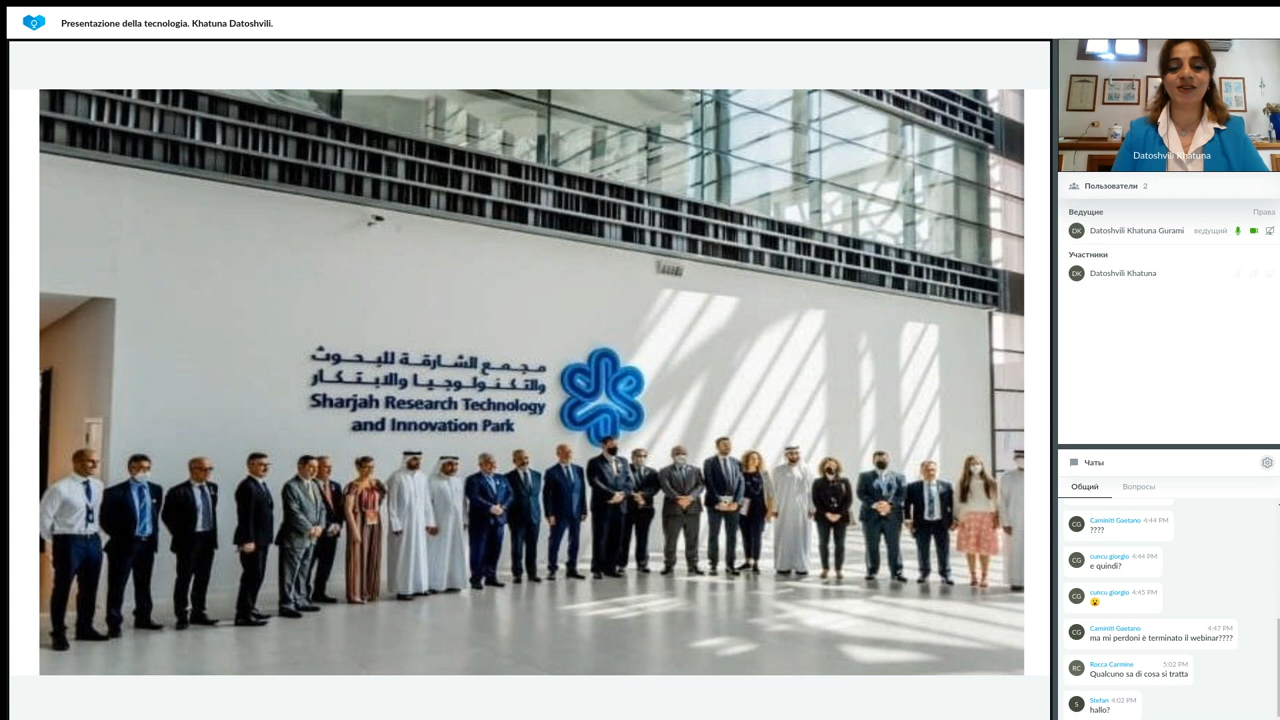 Presentazione della tecnologia. Khatuna Datoshvili.
مجمع الشارقة للبحوث
والتكنولوجيا والابتكار
Sharjah Research Technology
and Innovation Park
Datoshvili Khatuna
Пользователи 2
Ведущие Права
DK Datoshvili Khatuna Gurami ведущий
Участники
DK Datoshvili Khatuna
Чаты
Общий Вопросы
CG Caminiti Gaetano 4:44 PM
????
CG cuncu giorgio 4:44 PM
e quindi?
CG cuncu giorgio 4:45 PM
😮
CG Caminiti Gaetano 4:47 PM
ma mi perdoni è terminato il webinar????
RC Rocca Carmine 5:02 PM
Qualcuno sa di cosa si tratta
S Stefan 4:02 PM
hallo?